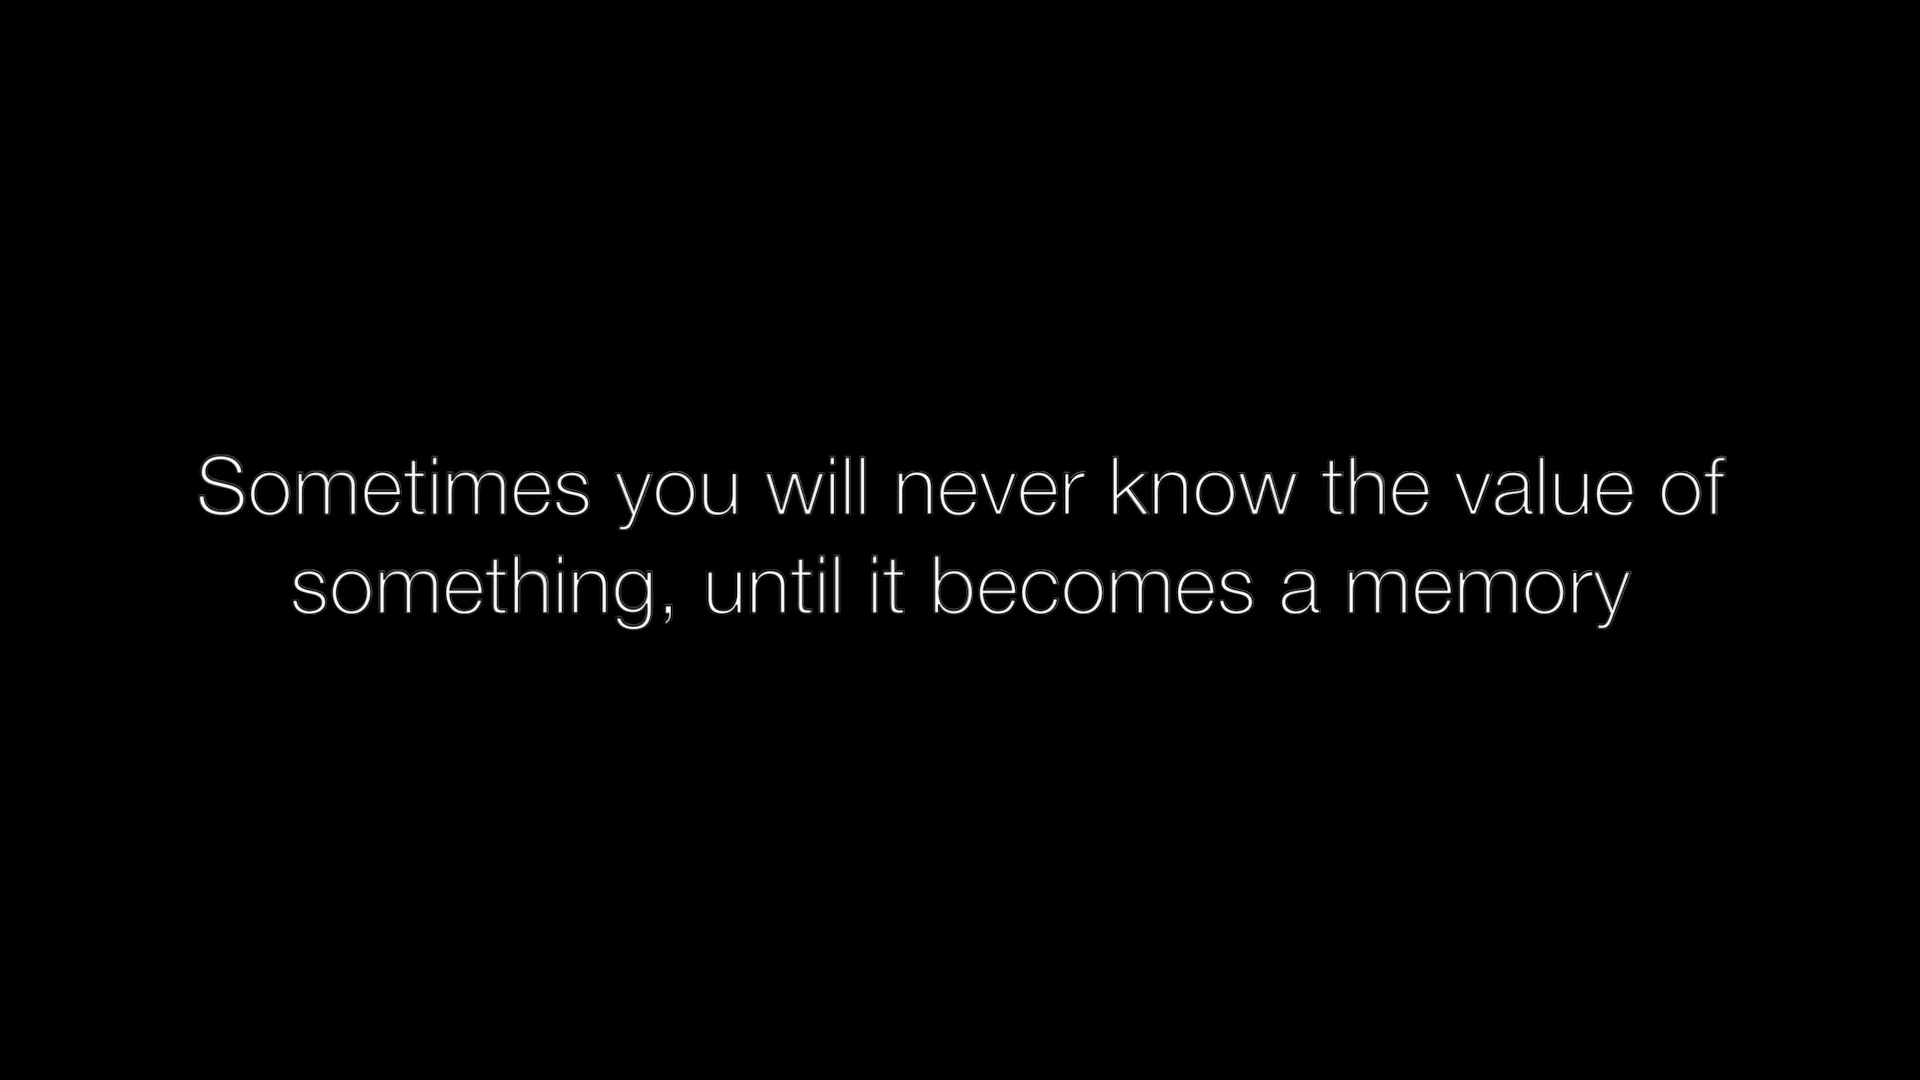 Sometimes you will never know the value of
something, until it becomes a memory